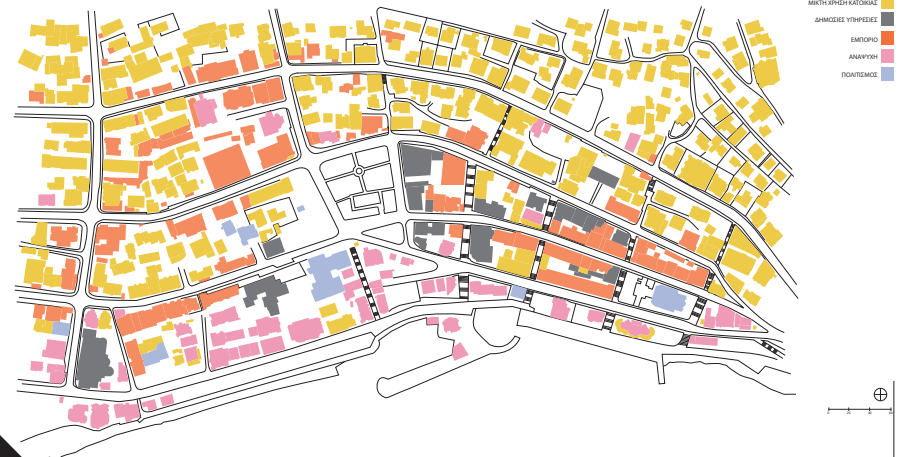 ΜΙΚΤΗ ΧΡΗΣΗ ΚΑΤΟΙΚΙΑΣ
ΔΗΜΟΣΙΕΣ ΥΠΗΡΕΣΙΕΣ
ΕΜΠΟΡΙΟ
ΑΝΑΨΥΧΗ
ΠΟΛΙΤΙΣΜΟΣ